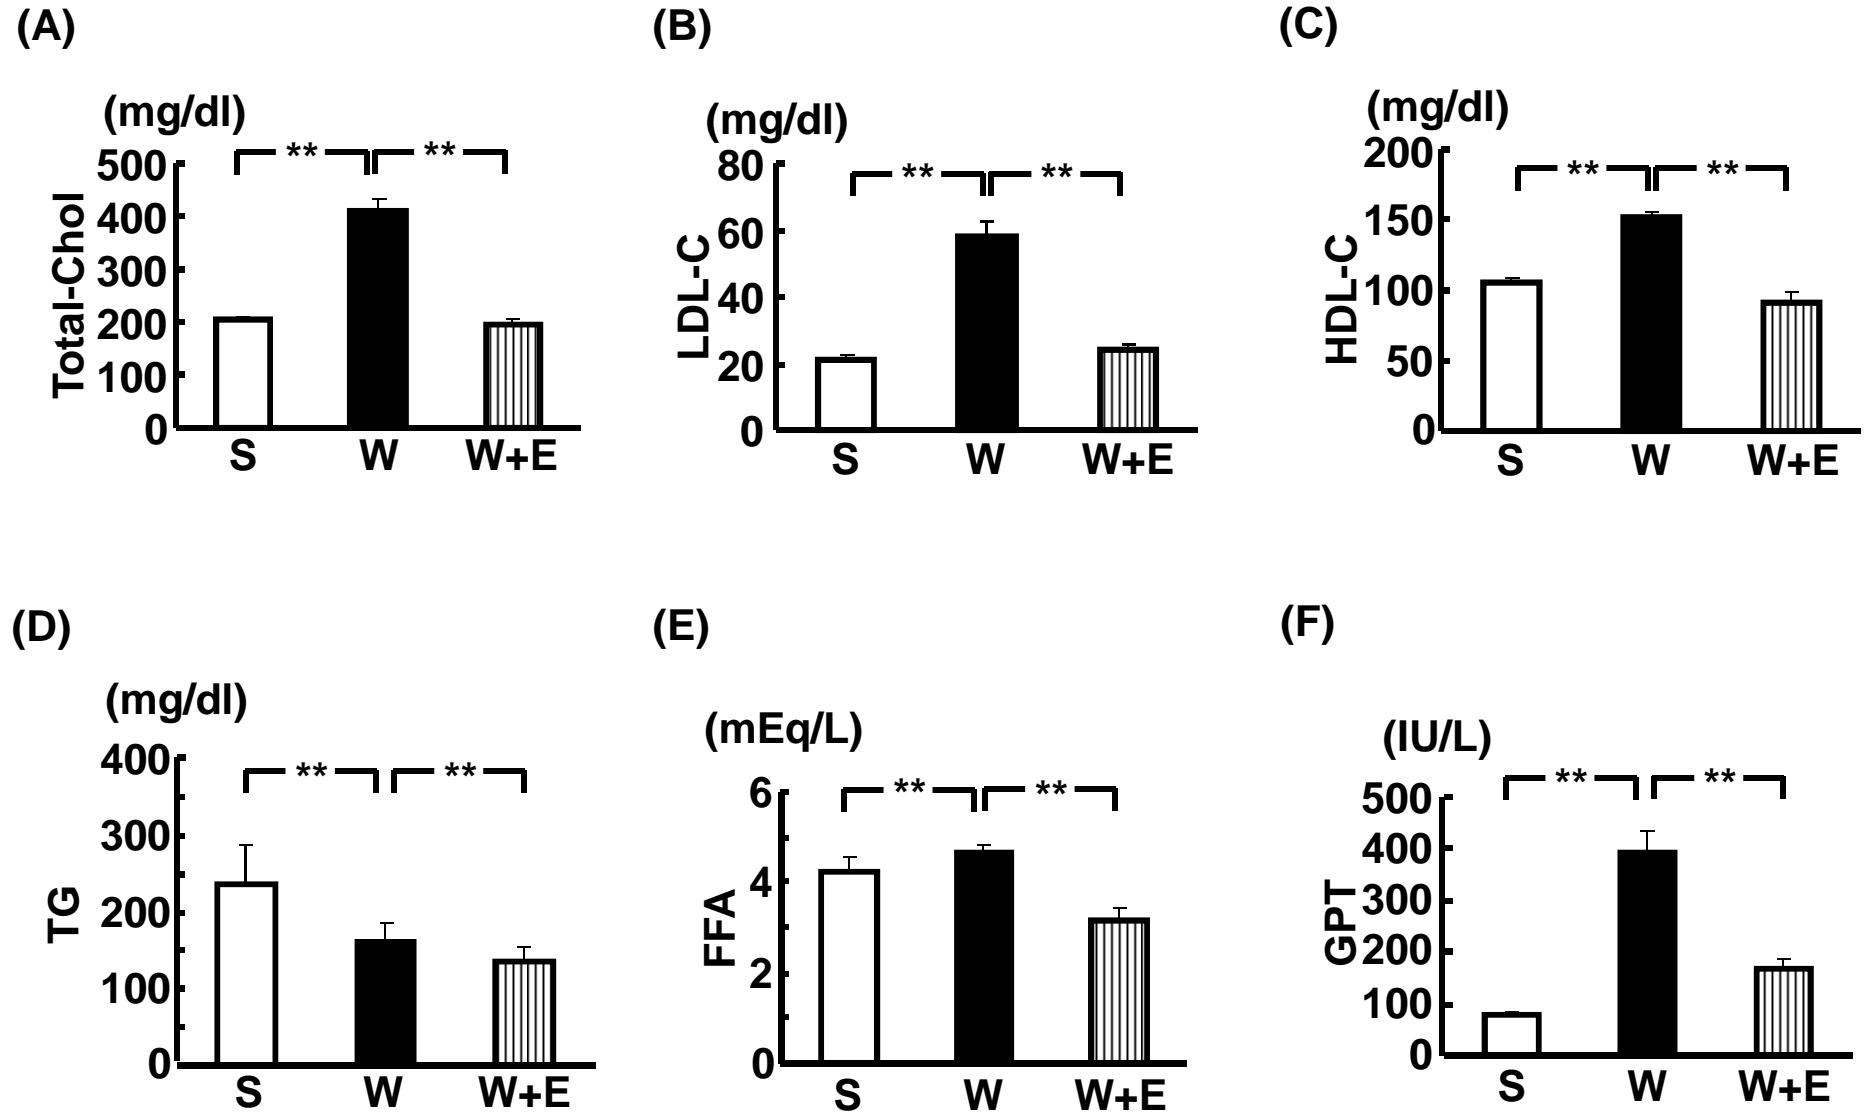 (A)
(mg/dl)
Total-Chol
500
400
300
200
100
0
** **
S W W+E
(B)
(mg/dl)
LDL-C
80
60
40
20
0
** **
S W W+E
(C)
(mg/dl)
HDL-C
200
150
100
50
0
** **
S W W+E
(D)
(mg/dl)
TG
400
300
200
100
0
** **
S W W+E
(E)
(mEq/L)
FFA
6
4
2
0
** **
S W W+E
(F)
(IU/L)
GPT
500
400
300
200
100
0
** **
S W W+E